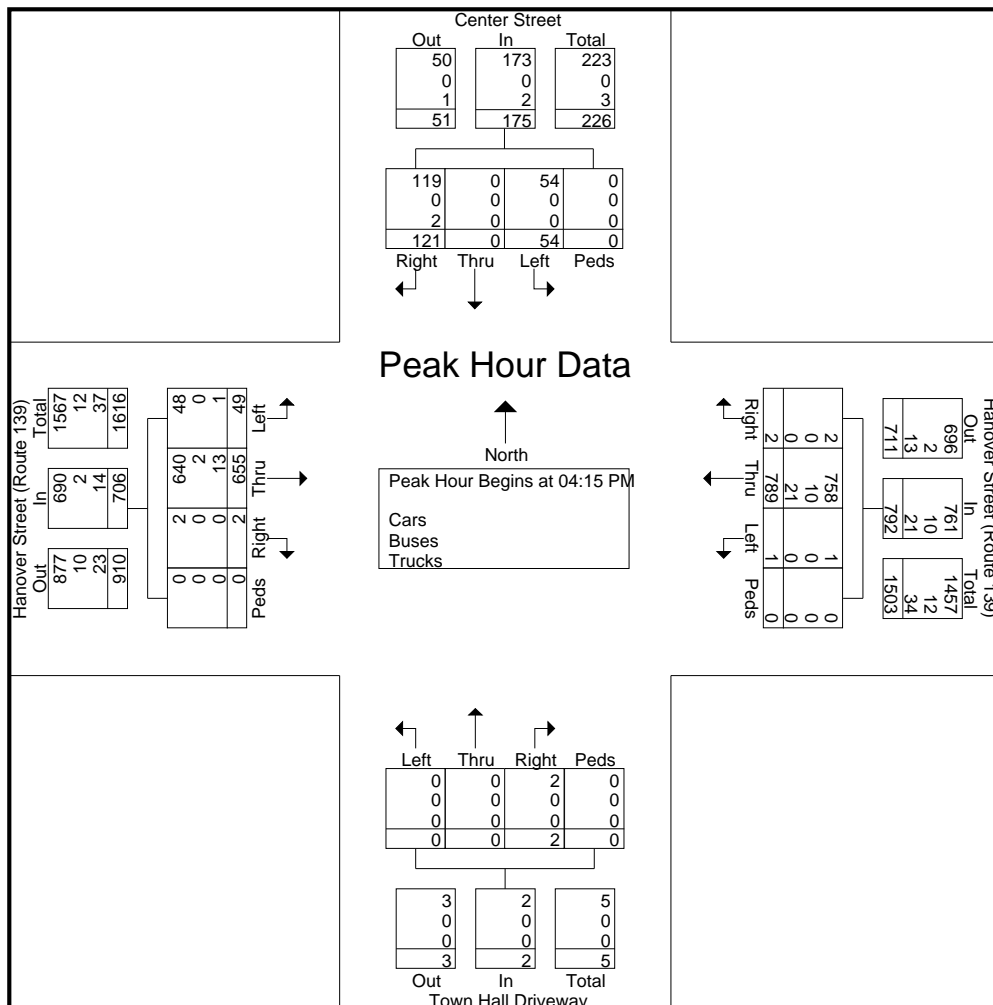 Center Street
Out In Total
50 173 223
0 0 0
1 2 3
51 175 226
119 0 54 0
0 0 0 0
2 0 0 0
121 0 54 0
Right Thru Left Peds
Peak Hour Data
North
Peak Hour Begins at 04:15 PM
Cars
Buses
Trucks
Hanover Street (Route 139)
Out In Total
877 690 1567
10 2 12
23 14 37
910 706 1616
Peds Right Thru Left
0 2 640 48
0 0 2 0
0 0 13 1
0 2 655 49
Hanover Street (Route 139)
Out In Total
696 761 1457
2 10 12
13 21 34
711 792 1503
Right Thru Left Peds
2 758 1 0
0 10 0 0
0 21 0 0
2 789 1 0
Left Thru Right Peds
0 0 2 0
0 0 0 0
0 0 0 0
0 0 2 0
3 2 5
0 0 0
0 0 0
3 2 5
Out In Total
Town Hall Driveway